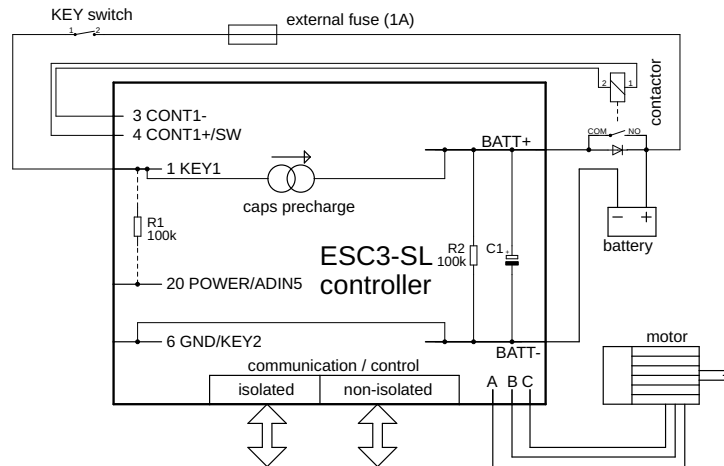 KEY switch
external fuse (1A)
1 2
2 1
contactor
3 CONT1-
4 CONT1+/SW
COM NO
BATT+
1 KEY1
caps precharge
battery
R1
100k
ESC3-SL
controller
R2
100k
C1
+
20 POWER/ADIN5
6 GND/KEY2
BATT-
motor
communication / control
isolated
non-isolated
A B C